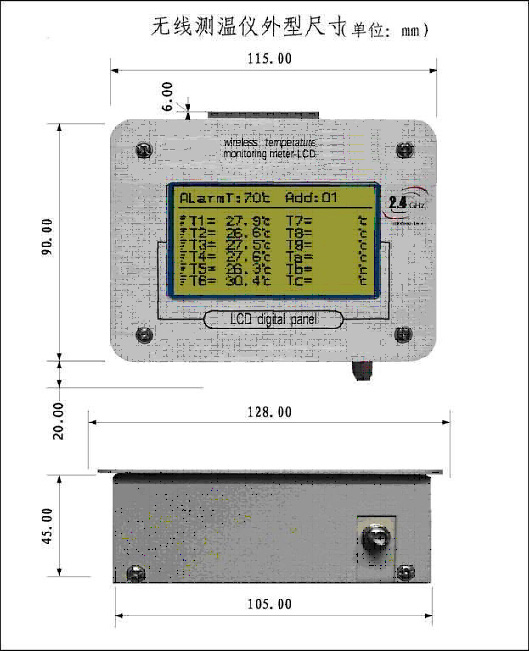 无线测温仪外型尺寸(单位: mm)
115.00
6.00
wireless temperature
monitoring meter-LCD
ALarmT:70℃ Add:01
T1= 27.9℃ T7= ℃
T2= 26.6℃ T8= ℃
T3= 27.5℃ T9= ℃
T4= 27.6℃ Ta= ℃
T5= 26.3℃ Tb= ℃
T6= 30.4℃ Tc= ℃
2.4 GHz
LCD digital panel
90.00
20.00
128.00
45.00
105.00